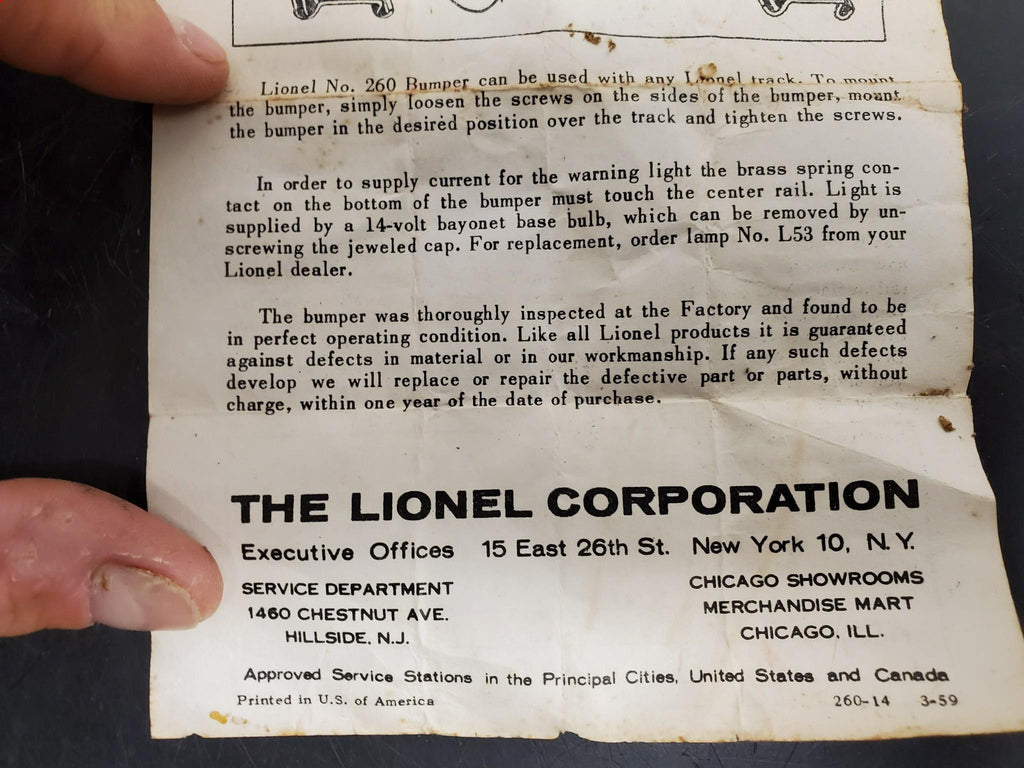 Lionel No. 260 Bumper can be used with any Lionel track. To mount
the bumper, simply loosen the screws on the sides of the bumper, mount
the bumper in the desired position over the track and tighten the screws.
In order to supply current for the warning light the brass spring con-
tact on the bottom of the bumper must touch the center rail. Light is
supplied by a 14-volt bayonet base bulb, which can be removed by un-
screwing the jeweled cap. For replacement, order lamp No. L53 from your
Lionel dealer.
The bumper was thoroughly inspected at the Factory and found to be
in perfect operating condition. Like all Lionel products it is guaranteed
against defects in material or in our workmanship. If any such defects
develop we will replace or repair the defective part or parts, without
charge, within one year of the date of purchase.
THE LIONEL CORPORATION
Executive Offices 15 East 26th St. New York 10, N.Y.
SERVICE DEPARTMENT
1460 CHESTNUT AVE.
HILLSIDE, N.J.
CHICAGO SHOWROOMS
MERCHANDISE MART
CHICAGO, ILL.
Approved Service Stations in the Principal Cities, United States and Canada
Printed in U.S. of America 260-14 3-59